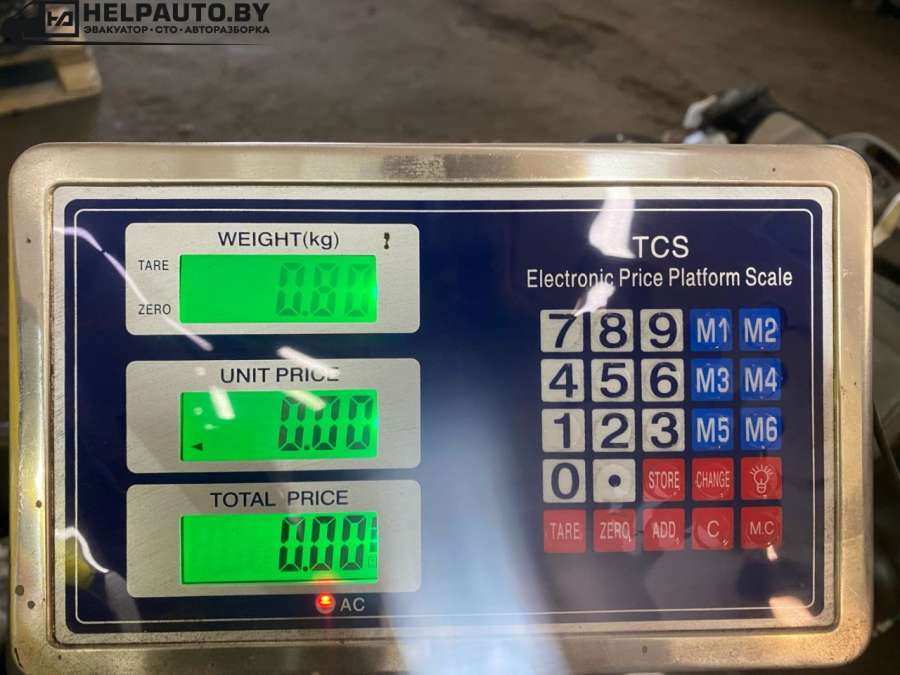 HELPAUTO.BY
ЭВАКУАТОР · СТО · АВТОРАЗБОРКА
WEIGHT(kg)
TARE
ZERO
0.80
UNIT PRICE
0.00
TOTAL PRICE
0.00
AC
TCS
Electronic Price Platform Scale
7 8 9 M1 M2
4 5 6 M3 M4
1 2 3 M5 M6
0 . STORE CHANGE
TARE ZERO ADD C M.C